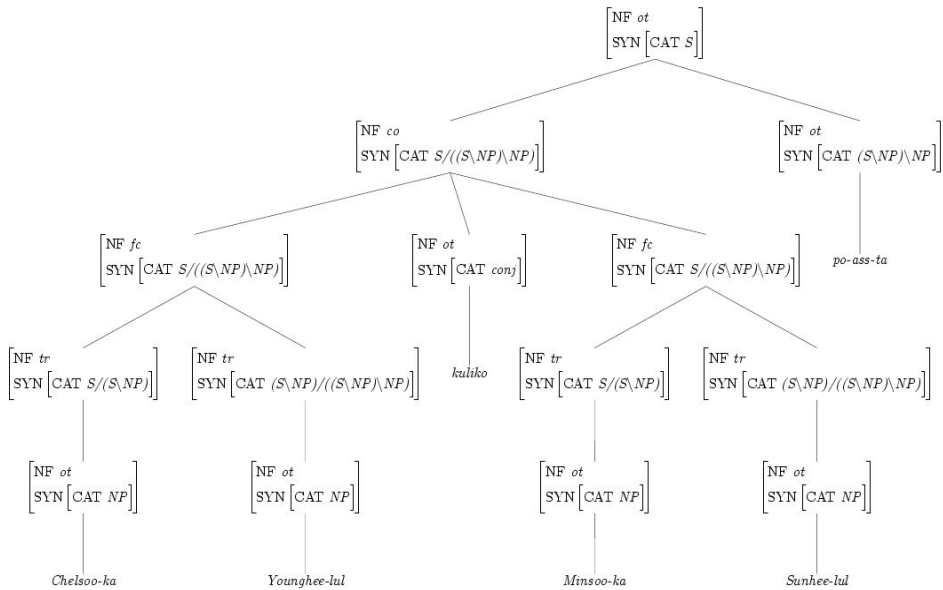 NF ot
SYN [CAT S]
NF co
SYN [CAT S/((S\NP)\NP)]
NF ot
SYN [CAT (S\NP)\NP]
NF fc
SYN [CAT S/((S\NP)\NP)]
NF ot
SYN [CAT conj]
NF fc
SYN [CAT S/((S\NP)\NP)]
po-ass-ta
NF tr
SYN [CAT S/(S\NP)]
NF tr
SYN [CAT (S\NP)/((S\NP)\NP)]
kuliko
NF tr
SYN [CAT S/(S\NP)]
NF tr
SYN [CAT (S\NP)/((S\NP)\NP)]
NF ot
SYN [CAT NP]
NF ot
SYN [CAT NP]
NF ot
SYN [CAT NP]
NF ot
SYN [CAT NP]
Chelsoo-ka
Younghee-lul
Minsoo-ka
Sunhee-lul